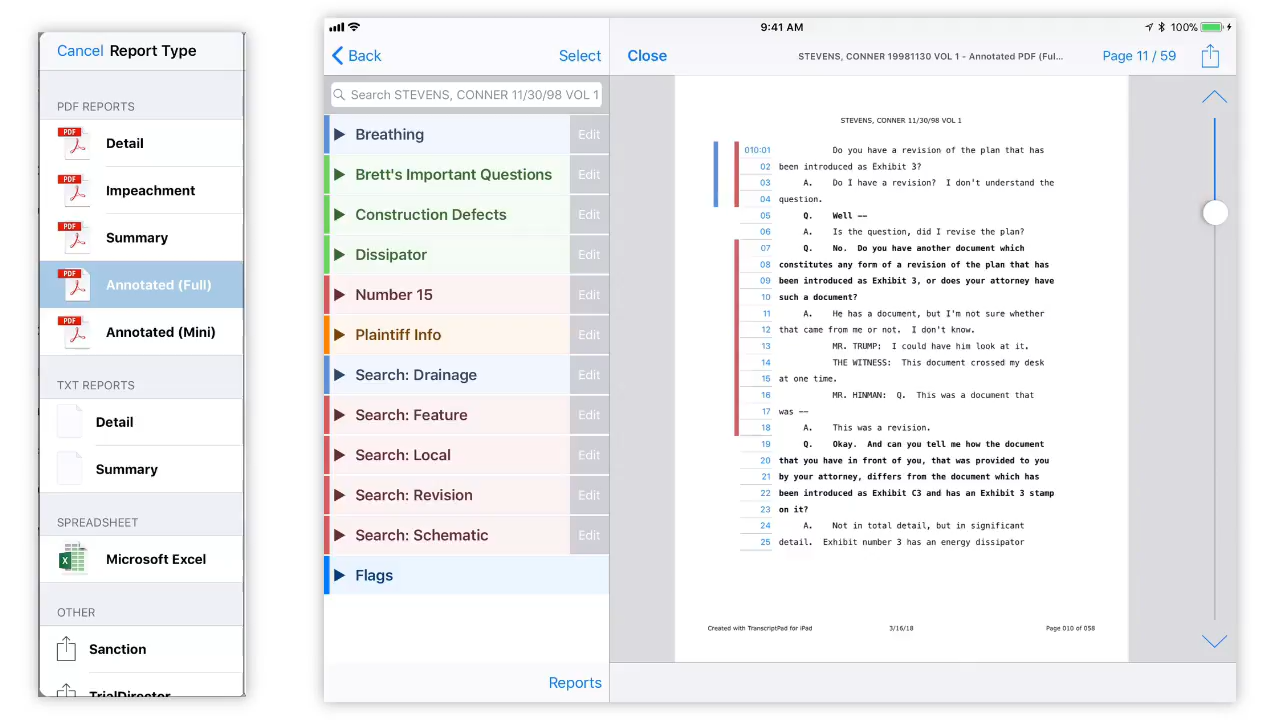 Cancel Report Type
PDF REPORTS
PDF Detail
PDF Impeachment
PDF Summary
PDF Annotated (Full)
PDF Annotated (Mini)
TXT REPORTS
Detail
Summary
SPREADSHEET
Microsoft Excel
OTHER
Sanction
TrialDirector
9:41 AM
100%
Back
Select
Search STEVENS, CONNER 11/30/98 VOL 1
Breathing Edit
Brett's Important Questions Edit
Construction Defects Edit
Dissipator Edit
Number 15 Edit
Plaintiff Info Edit
Search: Drainage Edit
Search: Feature Edit
Search: Local Edit
Search: Revision Edit
Search: Schematic Edit
Flags
Reports
Close
STEVENS, CONNER 19981130 VOL 1 - Annotated PDF (Ful...
Page 11 / 59
STEVENS, CONNER 11/30/98 VOL 1
010:01 Do you have a revision of the plan that has
02 been introduced as Exhibit 3?
03 A. Do I have a revision? I don't understand the
04 question.
05 Q. Well --
06 A. Is the question, did I revise the plan?
07 Q. No. Do you have another document which
08 constitutes any form of a revision of the plan that has
09 been introduced as Exhibit 3, or does your attorney have
10 such a document?
11 A. He has a document, but I'm not sure whether
12 that came from me or not. I don't know.
13 MR. TRUMP; I could have him look at it.
14 THE WITNESS: This document crossed my desk
15 at one time.
16 MR. HINMAN: Q. This was a document that
17 was --
18 A. This was a revision.
19 Q. Okay. And can you tell me how the document
20 that you have in front of you, that was provided to you
21 by your attorney, differs from the document which has
22 been introduced as Exhibit C3 and has an Exhibit 3 stamp
23 on it?
24 A. Not in total detail, but in significant
25 detail. Exhibit number 3 has an energy dissipator
Created with TranscriptPad for iPad 3/16/18 Page 010 of 058